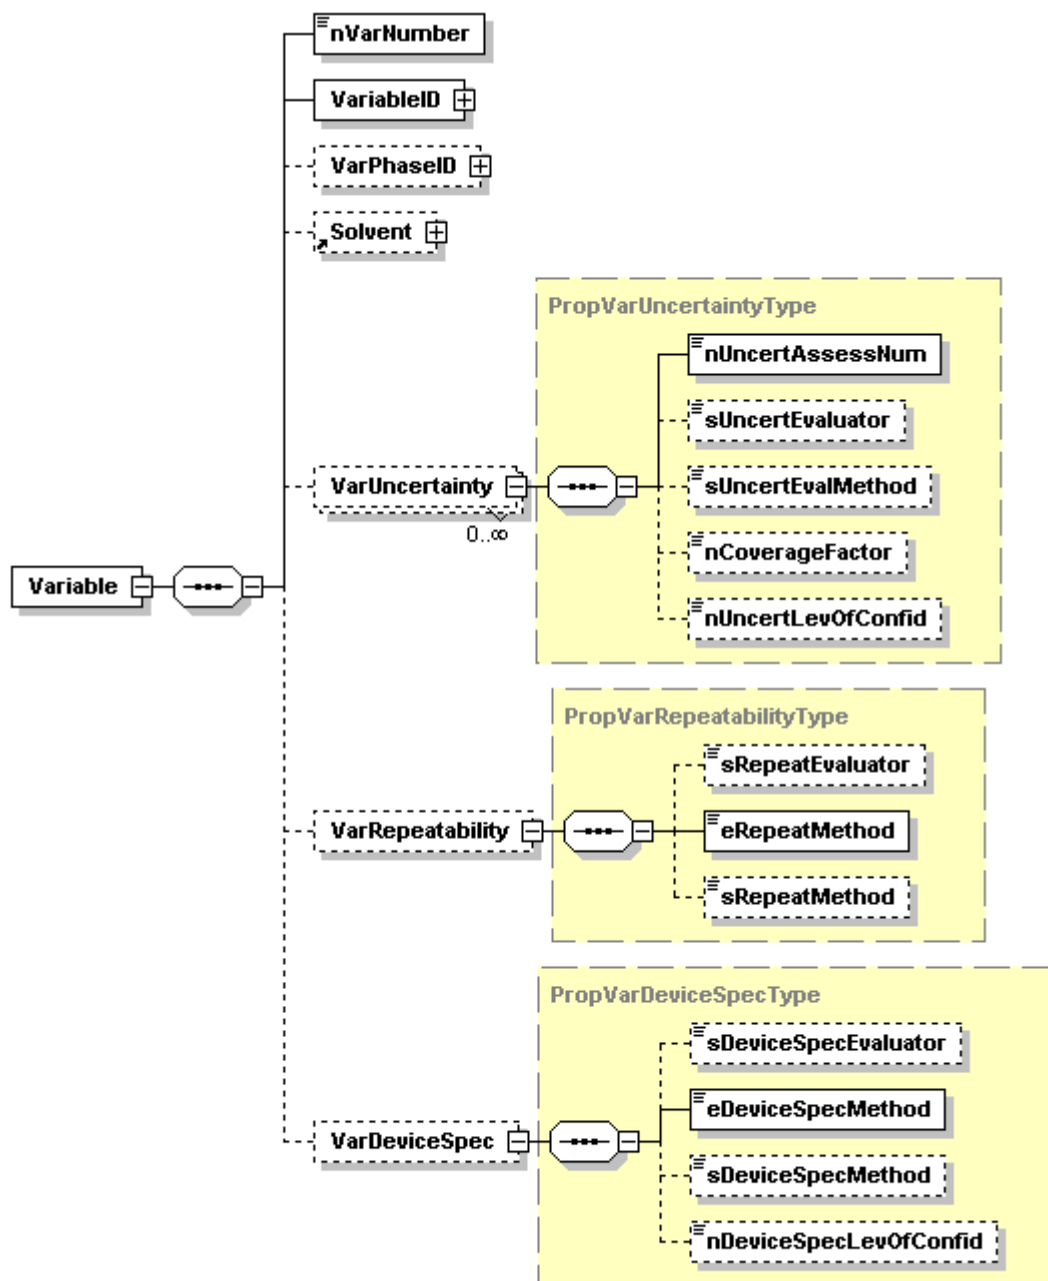 nVarNumber
VariableID
VarPhaseID
Solvent
PropVarUncertaintyType
nUncertAssessNum
sUncertEvaluator
sUncertEvalMethod
VarUncertainty
0..∞
nCoverageFactor
Variable
nUncertLevOfConfid
PropVarRepeatabilityType
sRepeatEvaluator
VarRepeatability
eRepeatMethod
sRepeatMethod
PropVarDeviceSpecType
sDeviceSpecEvaluator
eDeviceSpecMethod
VarDeviceSpec
sDeviceSpecMethod
nDeviceSpecLevOfConfid